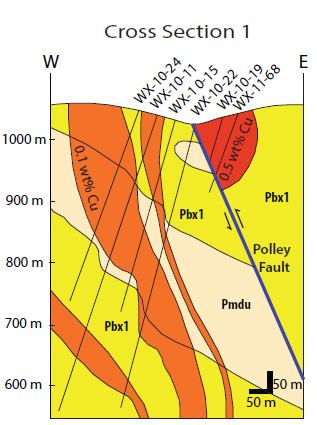 Cross Section 1
W
E
WX-10-24
WX-10-11
WX-10-15
WX-10-22
WX-10-19
WX-11-68
1000 m
900 m
800 m
700 m
600 m
0.1 wt% Cu
0.5 wt% Cu
Pbx1
Pbx1
Polley
Fault
Pmdu
Pbx1
50 m
50 m